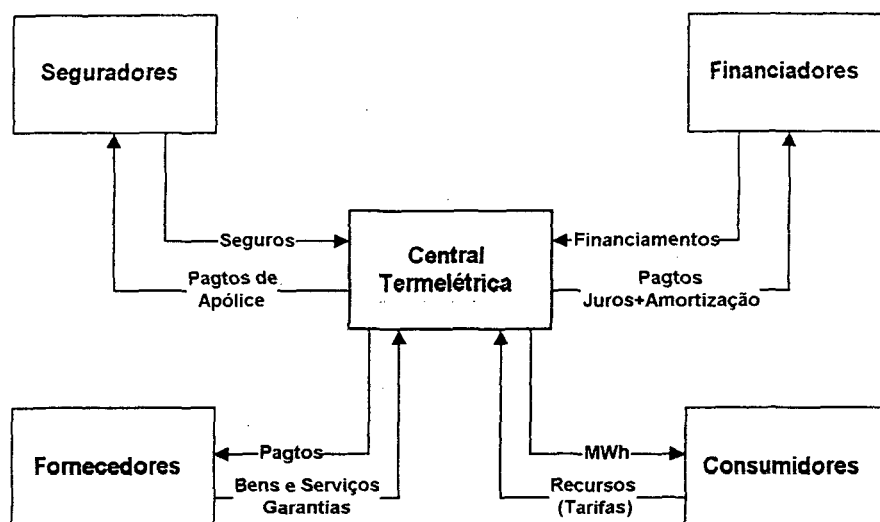 Seguradores
Financiadores
Seguros
Central
Termelétrica
Financiamentos
Pagtos de
Apólice
Pagtos
Juros+Amortização
Fornecedores
Pagtos
Bens e Serviços
Garantias
MWh
Recursos
(Tarifas)
Consumidores